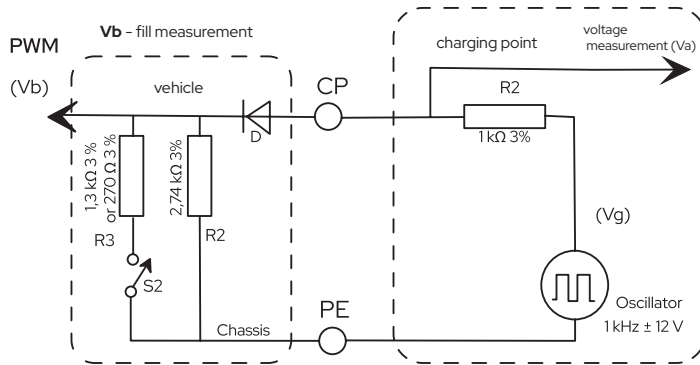 Vb - fill measurement
PWM
(Vb)
vehicle
CP
charging point
voltage
measurement (Va)
R2
1 kΩ 3%
D
1,3 kΩ 3 %
or 270 Ω 3 %
2,74 kΩ 3%
R3
R2
S2
(Vg)
Oscillator
1 kHz ± 12 V
PE
Chassis